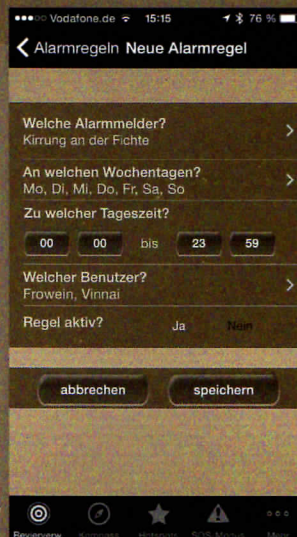 Vodafone.de 15:15 76 %
Alarmregeln Neue Alarmregel
Welche Alarmmelder?
Kirrung an der Fichte
An welchen Wochentagen?
Mo, Di, Mi, Do, Fr, Sa, So
Zu welcher Tageszeit?
00 00 bis 23 59
Welcher Benutzer?
Frowein, Vinnai
Regel aktiv? Ja Nein
abbrechen speichern
Kompass Hotspots SOS Modus Mehr